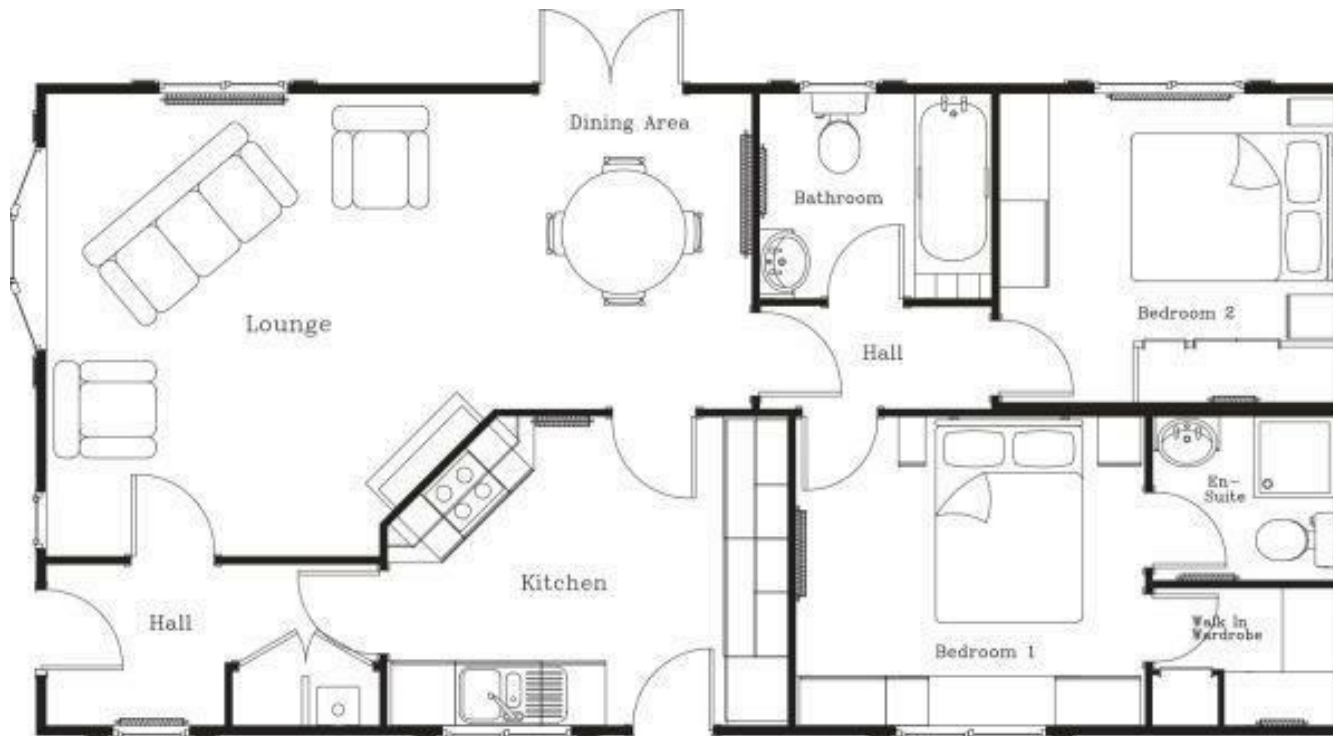 Dining Area
Bathroom
Lounge
Bedroom 2
Hall
En-
Suite
Kitchen
Hall
Walk In
Wardrobe
Bedroom 1